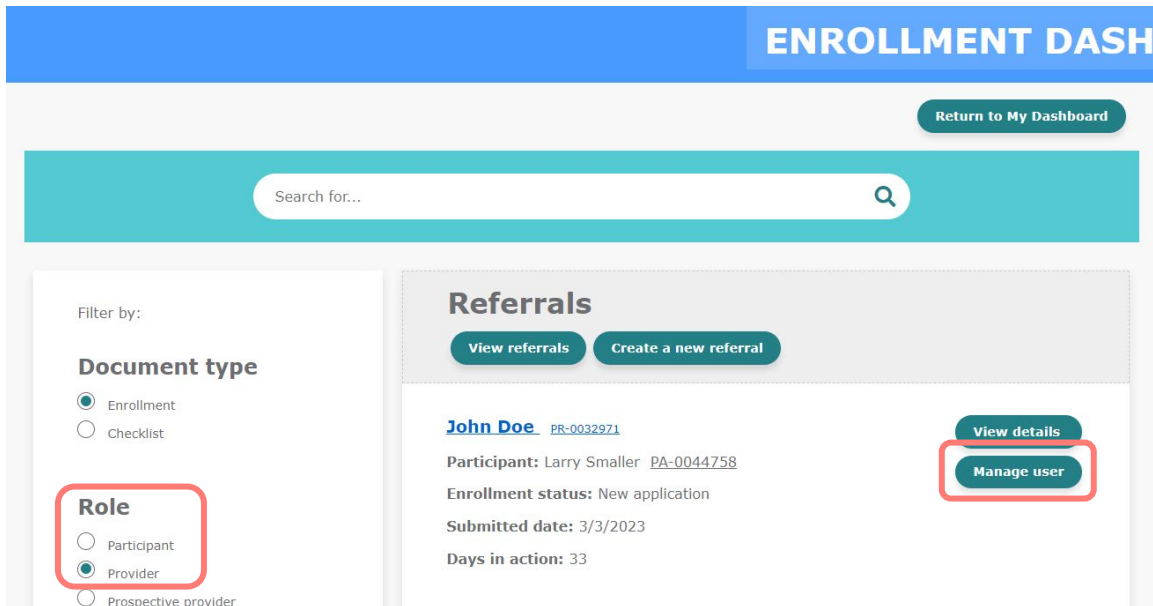 ENROLLMENT DASH
Return to My Dashboard
Search for...
Filter by:
Document type
Enrollment
Checklist
Role
Participant
Provider
Prospective provider
Referrals
View referrals Create a new referral
John Doe PR-0032971
View details
Participant: Larry Smaller PA-0044758
Manage user
Enrollment status: New application
Submitted date: 3/3/2023
Days in action: 33